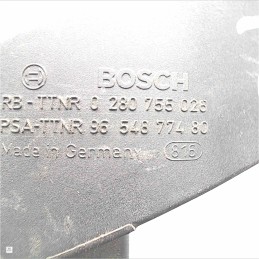 BOSCH
RB-TTNR 0 280 755 026
PSA-TTNR 96 548 774 80
Made in Germany 816